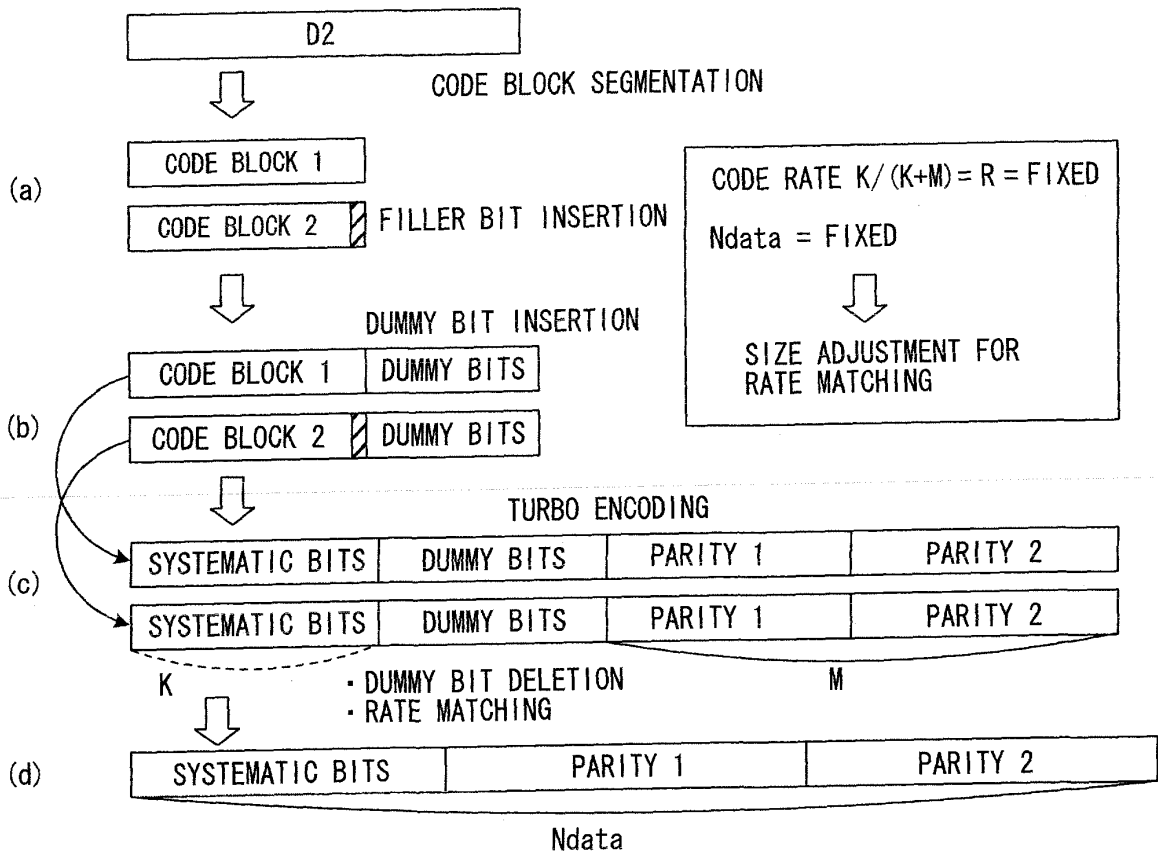 D2
CODE BLOCK SEGMENTATION
(a)
CODE BLOCK 1
CODE BLOCK 2
FILLER BIT INSERTION
CODE RATE K/(K+M)=R=FIXED
Ndata = FIXED
SIZE ADJUSTMENT FOR
RATE MATCHING
DUMMY BIT INSERTION
(b)
CODE BLOCK 1 DUMMY BITS
CODE BLOCK 2 DUMMY BITS
TURBO ENCODING
(c)
SYSTEMATIC BITS DUMMY BITS PARITY 1 PARITY 2
SYSTEMATIC BITS DUMMY BITS PARITY 1 PARITY 2
K
・DUMMY BIT DELETION
・RATE MATCHING
M
(d)
SYSTEMATIC BITS PARITY 1 PARITY 2
Ndata